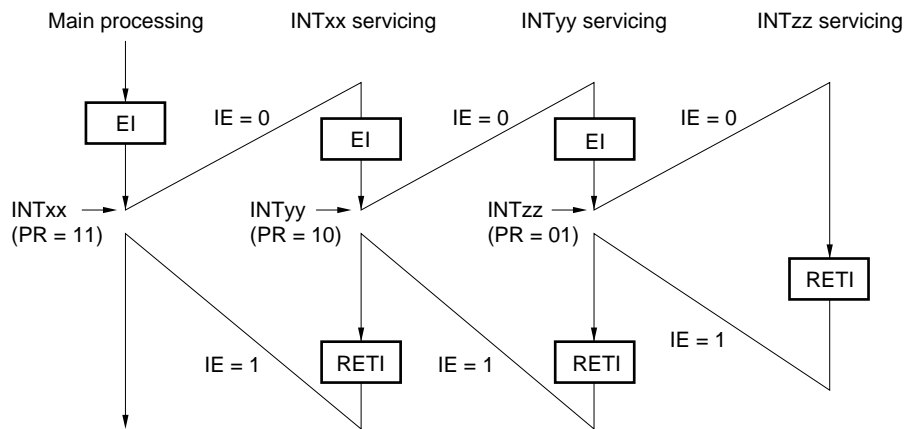 Main processing
INTxx servicing
INTyy servicing
INTzz servicing
EI
IE = 0
EI
IE = 0
EI
IE = 0
INTxx
(PR = 11)
INTyy
(PR = 10)
INTzz
(PR = 01)
RETI
IE = 1
RETI
IE = 1
RETI
IE = 1